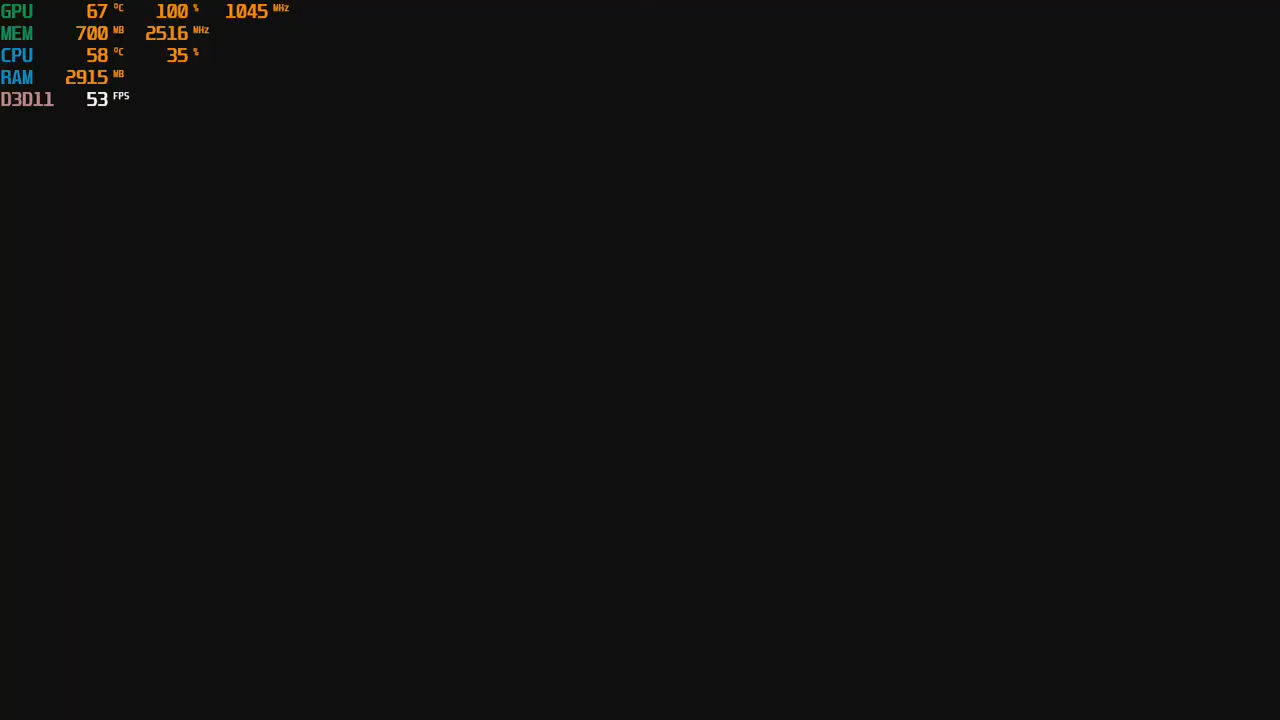 GPU 67 °C 100 % 1045 MHz
MEM 700 MB 2516 MHz
CPU 58 °C 35 %
RAM 2915 MB
D3D11 53 FPS